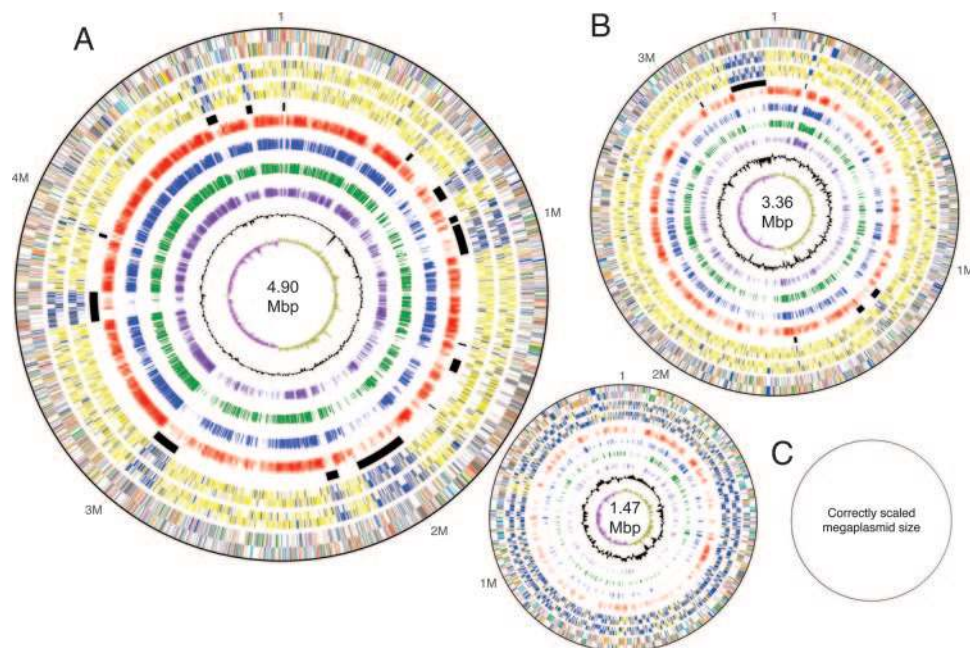 A
1
1M
2M
3M
4M
4.90
Mbp
B
1
1M
2M
3M
3.36
Mbp
1
1M
1.47
Mbp
C
Correctly scaled
megaplasmid size